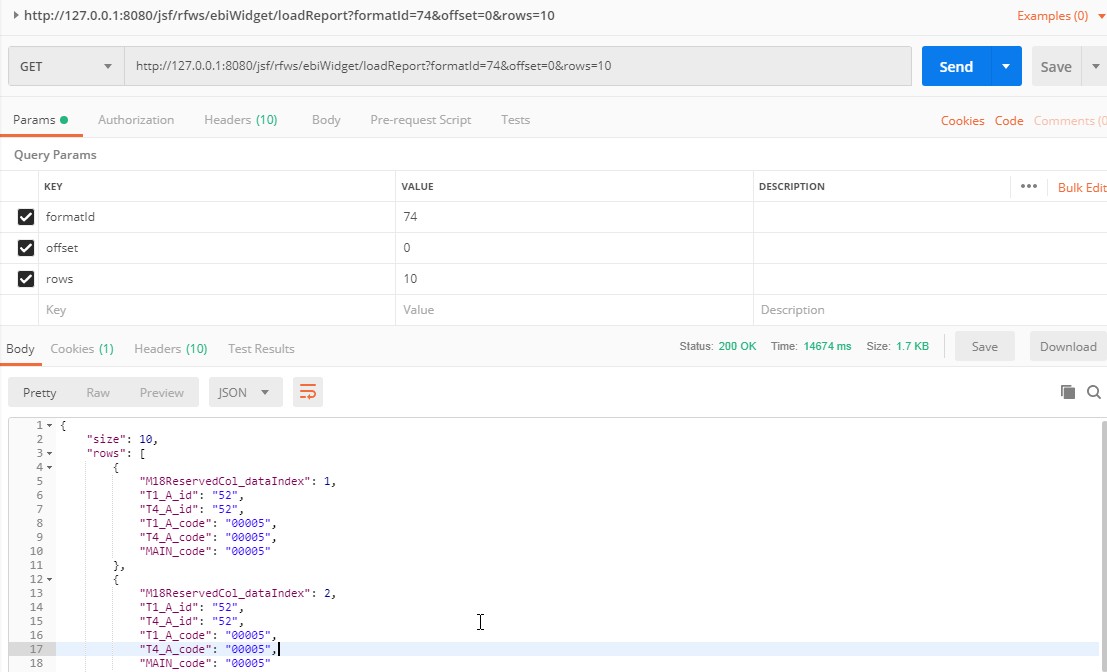 http://127.0.0.1:8080/jsf/rfws/ebiWidget/loadReport?formatId=74&offset=0&rows=10 Examples (0)
GET http://127.0.0.1:8080/jsf/rfws/ebiWidget/loadReport?formatId=74&offset=0&rows=10 Send Save
Params Authorization Headers (10) Body Pre-request Script Tests Cookies Code Comments (0
Query Params
KEY VALUE DESCRIPTION ••• Bulk Edit
formatId 74
offset 0
rows 10
Key Value Description
Body Cookies (1) Headers (10) Test Results Status: 200 OK Time: 14674 ms Size: 1.7 KB Save Download
Pretty Raw Preview JSON
1 {
2 "size": 10,
3 "rows": [
4 {
5 "M18ReservedCol_dataIndex": 1,
6 "T1_A_id": "52",
7 "T4_A_id": "52",
8 "T1_A_code": "00005",
9 "T4_A_code": "00005",
10 "MAIN_code": "00005"
11 },
12 {
13 "M18ReservedCol_dataIndex": 2,
14 "T1_A_id": "52",
15 "T4_A_id": "52",
16 "T1_A_code": "00005",
17 "T4_A_code": "00005",
18 "MAIN_code": "00005"